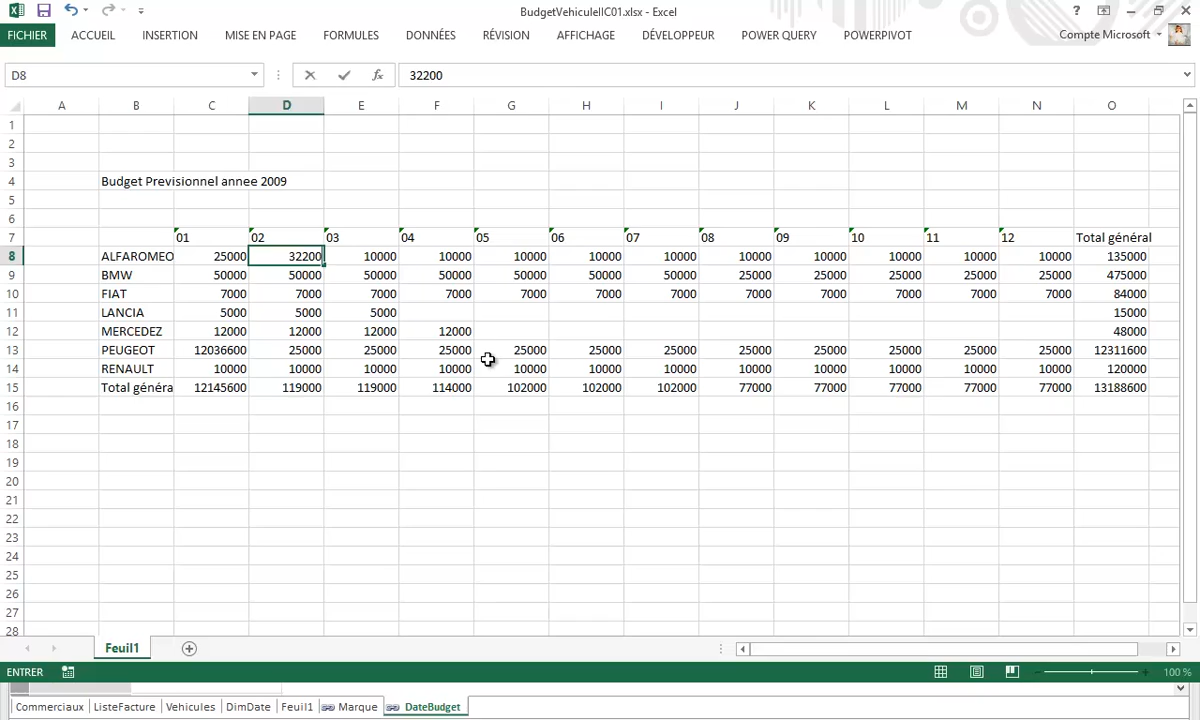 BudgetVehiculeIIC01.xlsx - Excel
FICHIER ACCUEIL INSERTION MISE EN PAGE FORMULES DONNÉES RÉVISION AFFICHAGE DÉVELOPPEUR POWER QUERY POWERPIVOT Compte Microsoft
D8 fx 32200
A B C D E F G H I J K L M N O
1
2
3
4 Budget Previsionnel annee 2009
5
6
7 01 02 03 04 05 06 07 08 09 10 11 12 Total général
8 ALFAROMEO 25000 32200 10000 10000 10000 10000 10000 10000 10000 10000 10000 10000 135000
9 BMW 50000 50000 50000 50000 50000 50000 50000 25000 25000 25000 25000 25000 475000
10 FIAT 7000 7000 7000 7000 7000 7000 7000 7000 7000 7000 7000 7000 84000
11 LANCIA 5000 5000 5000 15000
12 MERCEDEZ 12000 12000 12000 12000 48000
13 PEUGEOT 12036600 25000 25000 25000 25000 25000 25000 25000 25000 25000 25000 25000 12311600
14 RENAULT 10000 10000 10000 10000 10000 10000 10000 10000 10000 10000 10000 10000 120000
15 Total généra 12145600 119000 119000 114000 102000 102000 102000 77000 77000 77000 77000 77000 13188600
16
17
18
19
20
21
22
23
24
25
26
27
28
Feuil1
ENTRER 100 %
Commerciaux ListeFacture Vehicules DimDate Feuil1 Marque DateBudget